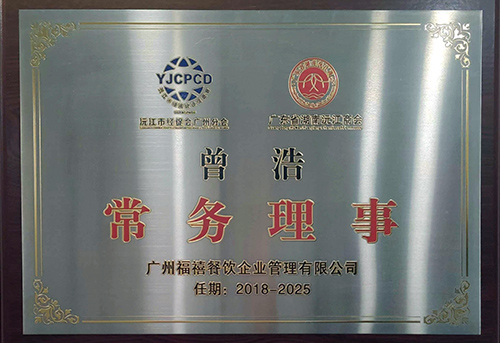 YJCPCD
沅江市经促会广州分会
广东省湖南沅江商会
曾浩
常务理事
广州福禧餐饮企业管理有限公司
任期：2018-2025